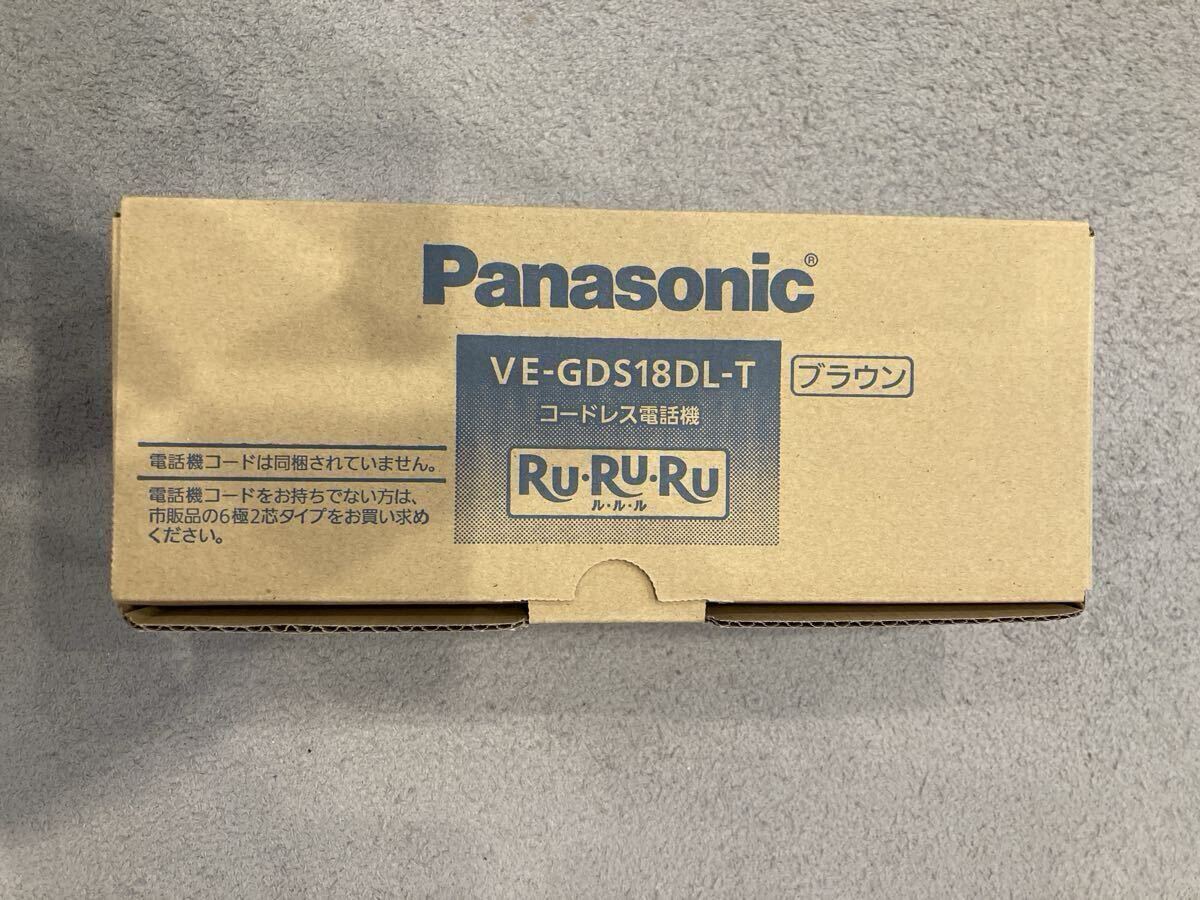 Panasonic®
VE-GDS18DL-T
ブラウン
コードレス電話機
RU・RU・RU
ル・ル・ル
電話機コードは同梱されていません。
電話機コードをお持ちでない方は、
市販品の6極2芯タイプをお買い求め
ください。